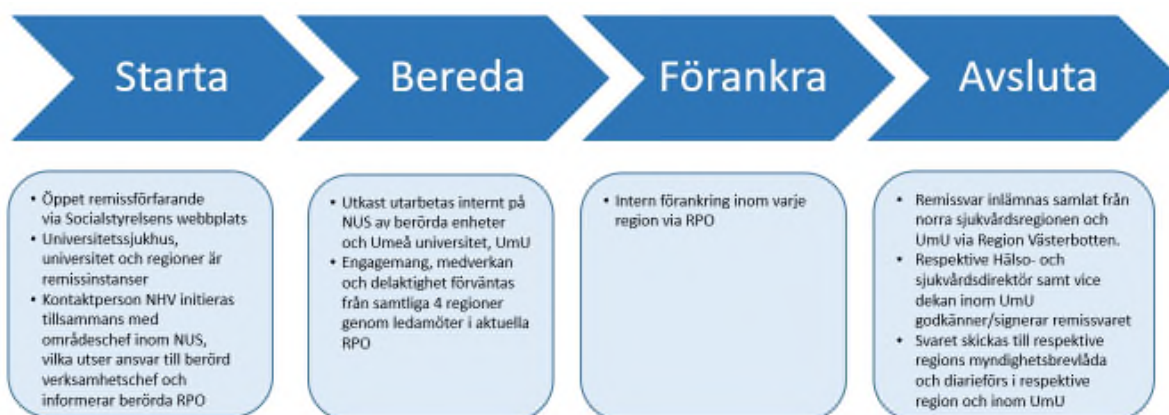 Starta
Bereda
Förankra
Avsluta
• Öppet remissförfarande
via Socialstyrelsens webbplats
• Universitetssjukhus,
universitet och regioner är
remissinstanser
• Kontaktperson NHV initieras
tillsammans med
områdeschef inom NUS,
vilka utser ansvar till berörd
verksamhetschef och
informerar berörda RPO
• Utkast utarbetas internt på
NUS av berörda enheter
och Umeå universitet, UmU
• Engagemang, medverkan
och delaktighet förväntas
från samtliga 4 regioner
genom ledamöter i aktuella
RPO
• Intern förankring inom varje
region via RPO
• Remissvar inlämnas samlat från
norra sjukvårdsregionen och
UmU via Region Västerbotten.
• Respektive Hälso- och
sjukvårdsdirektör samt vice
dekan inom UmU
godkänner/signerar remissvaret
• Svaret skickas till respektive
regions myndighetsbrevlåda
och diarieförs i respektive
region och inom UmU